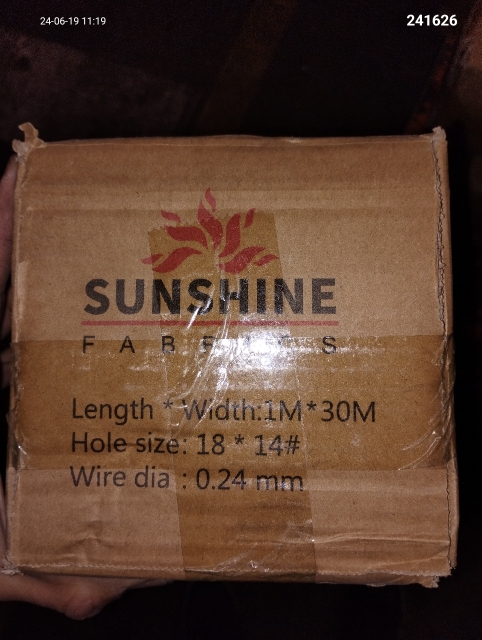 24-06-19 11:19
241626
SUNSHINE
FABRICS
Length * Width:1M*30M
Hole size: 18 * 14#
Wire dia : 0.24 mm